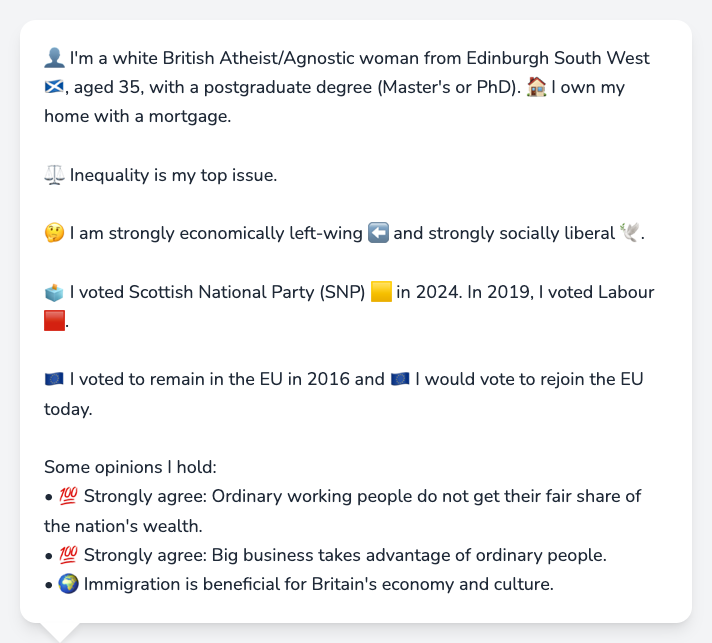 👤 I'm a white British Atheist/Agnostic woman from Edinburgh South West
🏴󠁧󠁢󠁳󠁣󠁴󠁿, aged 35, with a postgraduate degree (Master's or PhD). 🏠 I own my
home with a mortgage.
⚖️ Inequality is my top issue.
🤔 I am strongly economically left-wing ⬅️ and strongly socially liberal 🕊️.
🗳️ I voted Scottish National Party (SNP) 🟨 in 2024. In 2019, I voted Labour
🟥.
🇪🇺 I voted to remain in the EU in 2016 and 🇪🇺 I would vote to rejoin the EU
today.
Some opinions I hold:
• 💯 Strongly agree: Ordinary working people do not get their fair share of
the nation's wealth.
• 💯 Strongly agree: Big business takes advantage of ordinary people.
• 🌍 Immigration is beneficial for Britain's economy and culture.